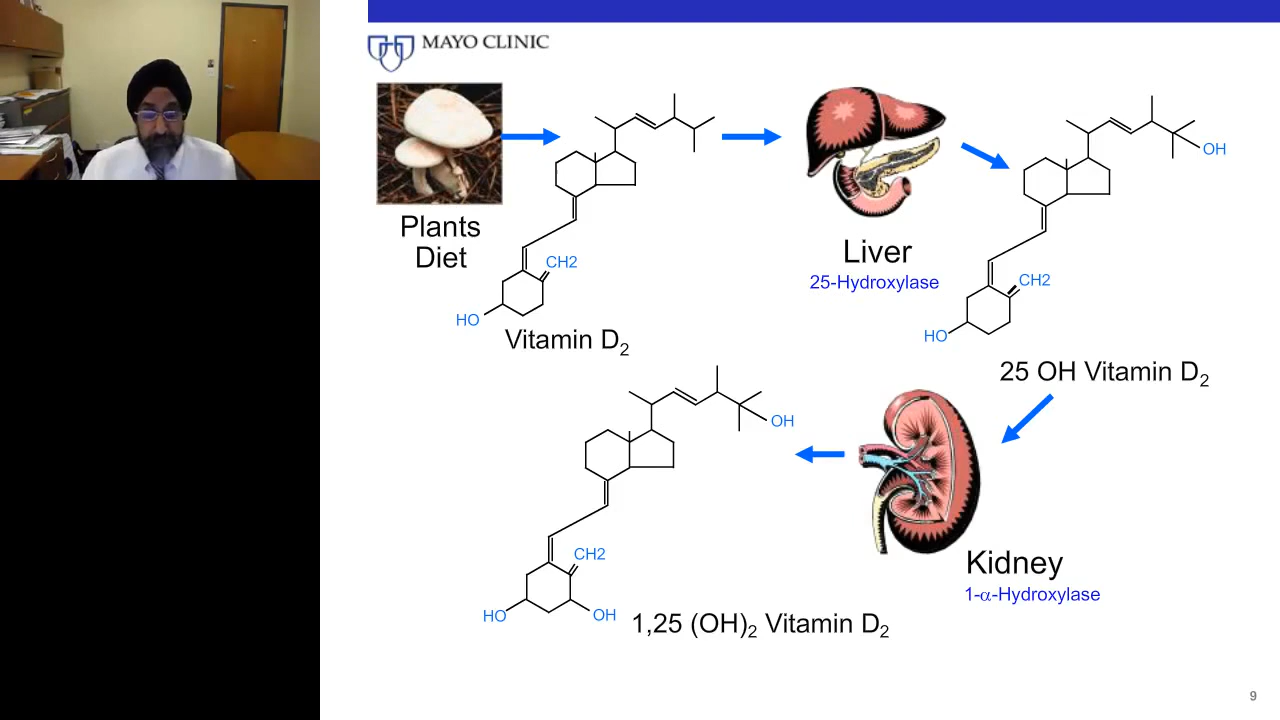 MAYO CLINIC
Plants
Diet
CH2
HO
Vitamin D₂
Liver
25-Hydroxylase
OH
CH2
HO
25 OH Vitamin D₂
Kidney
1-α-Hydroxylase
OH
CH2
HO
OH
1,25 (OH)₂ Vitamin D₂
9